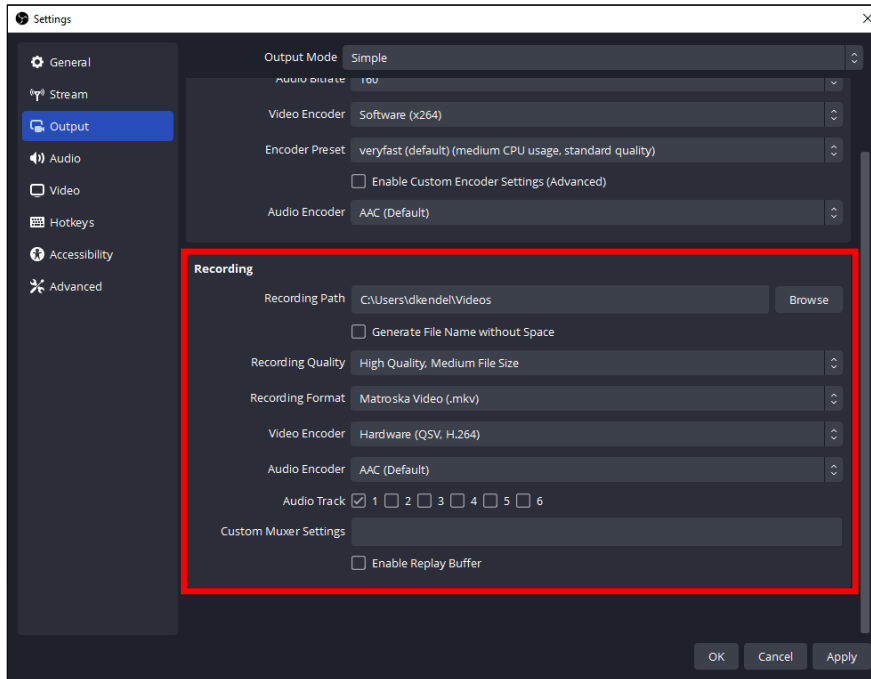 Settings
General
Stream
Output
Audio
Video
Hotkeys
Accessibility
Advanced
Output Mode Simple
Audio Bitrate 160
Video Encoder Software (x264)
Encoder Preset veryfast (default) (medium CPU usage, standard quality)
Enable Custom Encoder Settings (Advanced)
Audio Encoder AAC (Default)
Recording
Recording Path C:\Users\dkendel\Videos Browse
Generate File Name without Space
Recording Quality High Quality, Medium File Size
Recording Format Matroska Video (.mkv)
Video Encoder Hardware (QSV, H.264)
Audio Encoder AAC (Default)
Audio Track 1 2 3 4 5 6
Custom Muxer Settings
Enable Replay Buffer
OK Cancel Apply